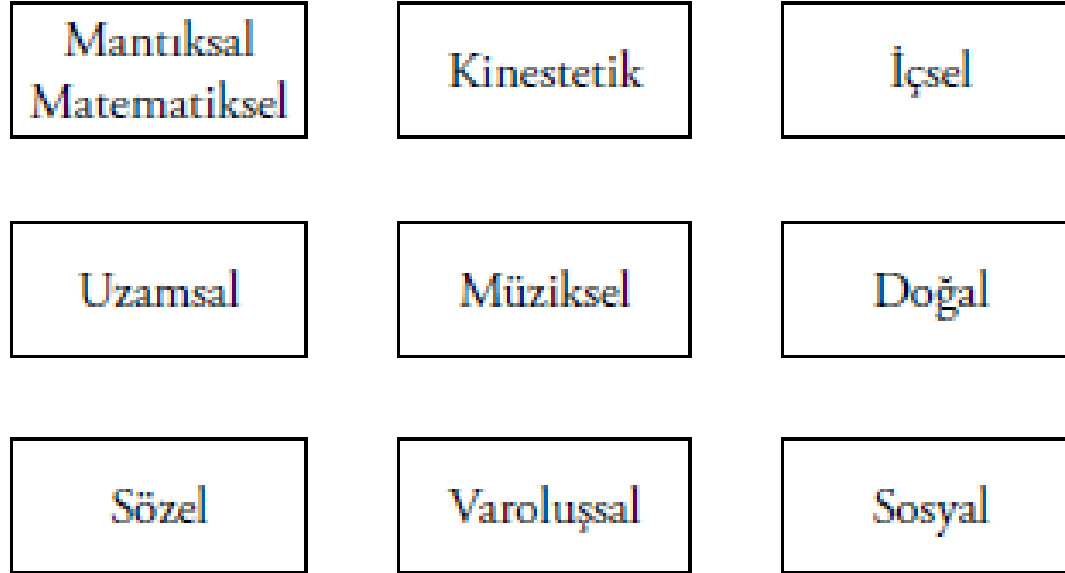 Mantıksal
Matematiksel
Kinestetik
İçsel
Uzamsal
Müziksel
Doğal
Sözel
Varoluşsal
Sosyal